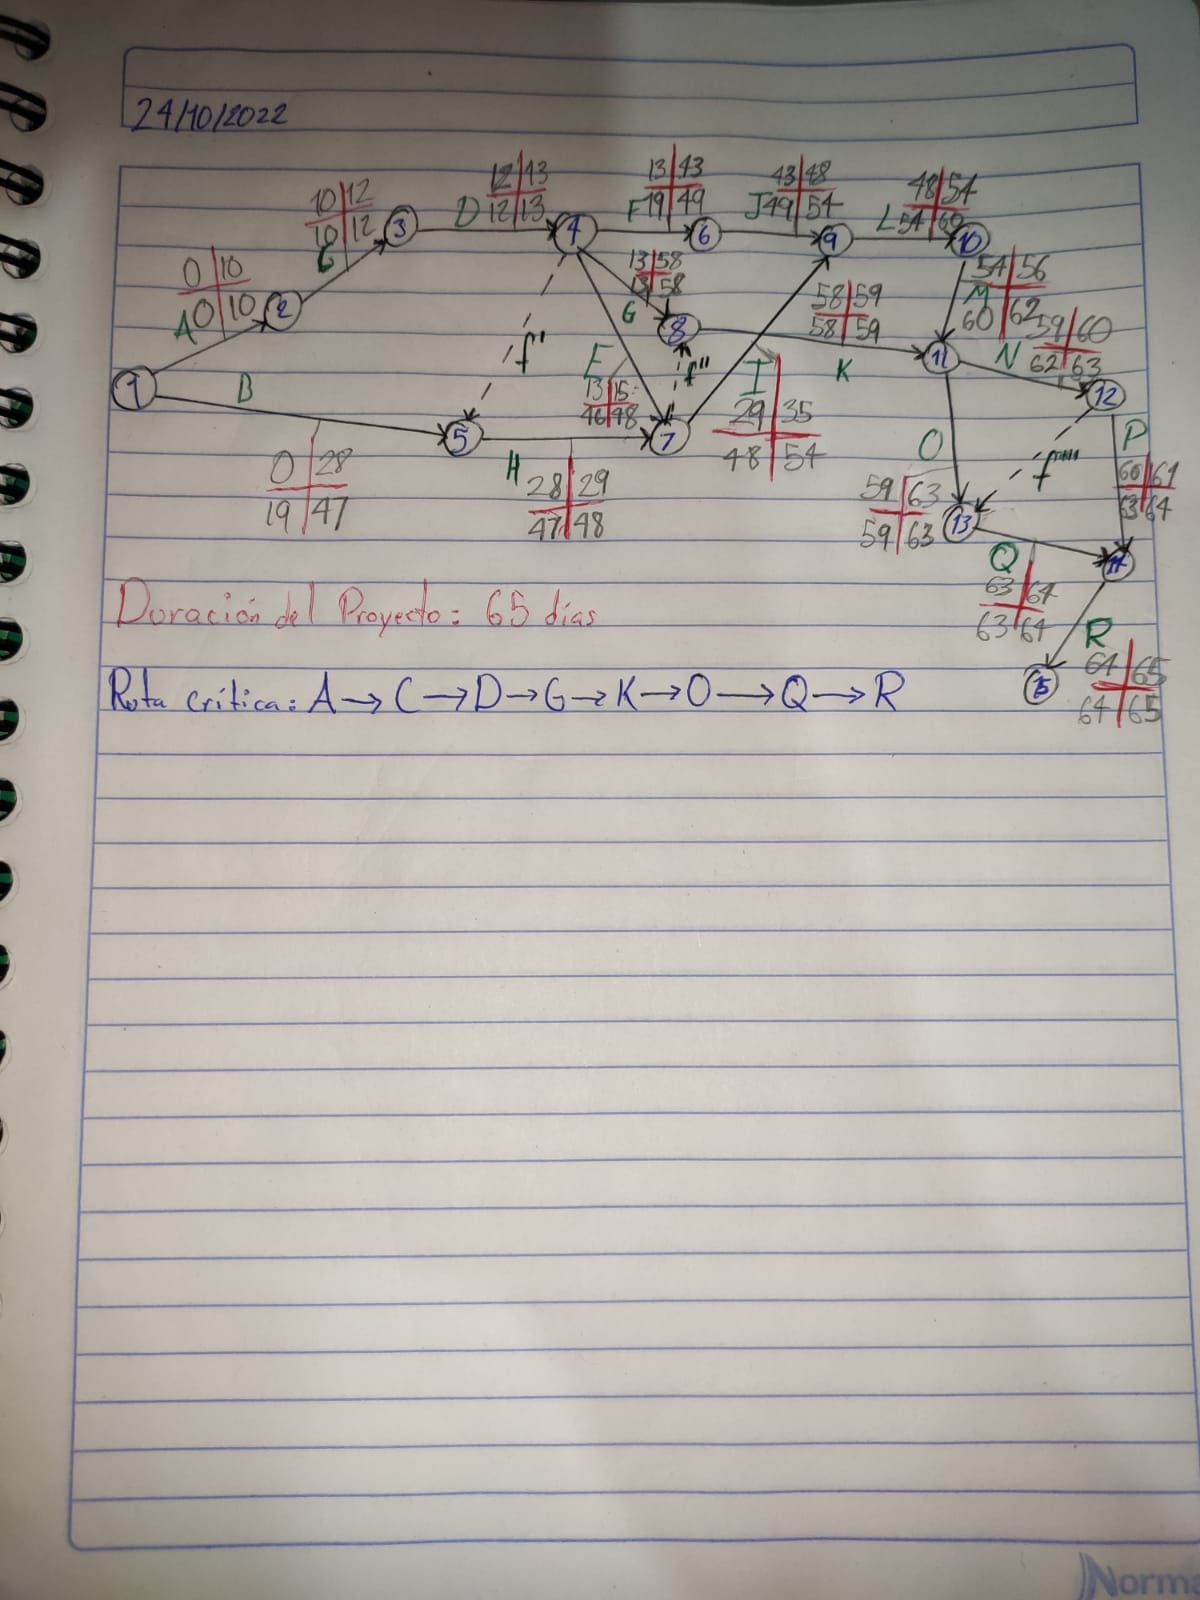 24/10/2022
10 12
10 12
C
3
D
12 13
12 13
4
13 43
F 19 49
6
43 48
J 49 54
9
48 54
L 54 60
10
0 10
0 10
A
2
13 58
13 58
G
8
58 59
58 59
K
54 56
M 60 62
11
N
59 60
62 63
12
1
B
f'
E
13 15
46 48
f''
I
29 35
48 54
5
H
7
0 28
19 47
28 29
47 48
O
59 63
59 63
13
f'''
P
60 61
63 64
Q
63 64
63 64
14
R
64 65
64 65
15
Duración del Proyecto: 65 días
Ruta crítica: A → C → D → G → K → O → Q → R
Norma